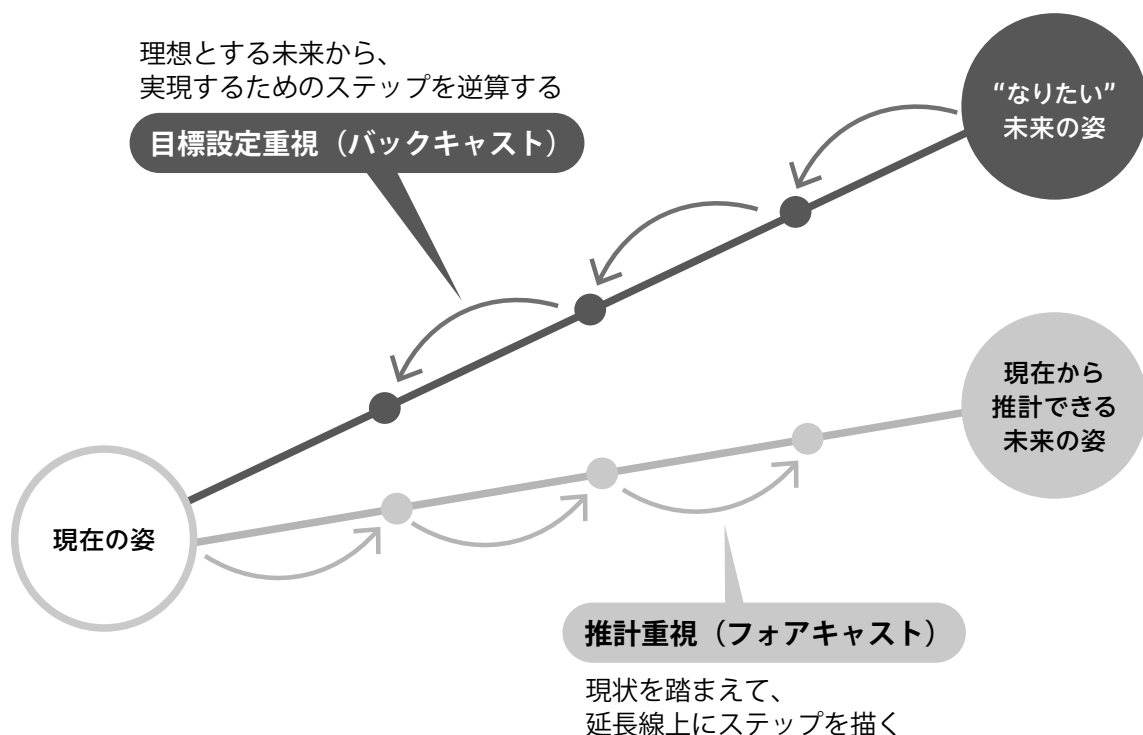 理想とする未来から、
実現するためのステップを逆算する
目標設定重視（バックキャスト）
“なりたい”
未来の姿
現在から
推計できる
未来の姿
現在の姿
推計重視（フォアキャスト）
現状を踏まえて、
延長線上にステップを描く